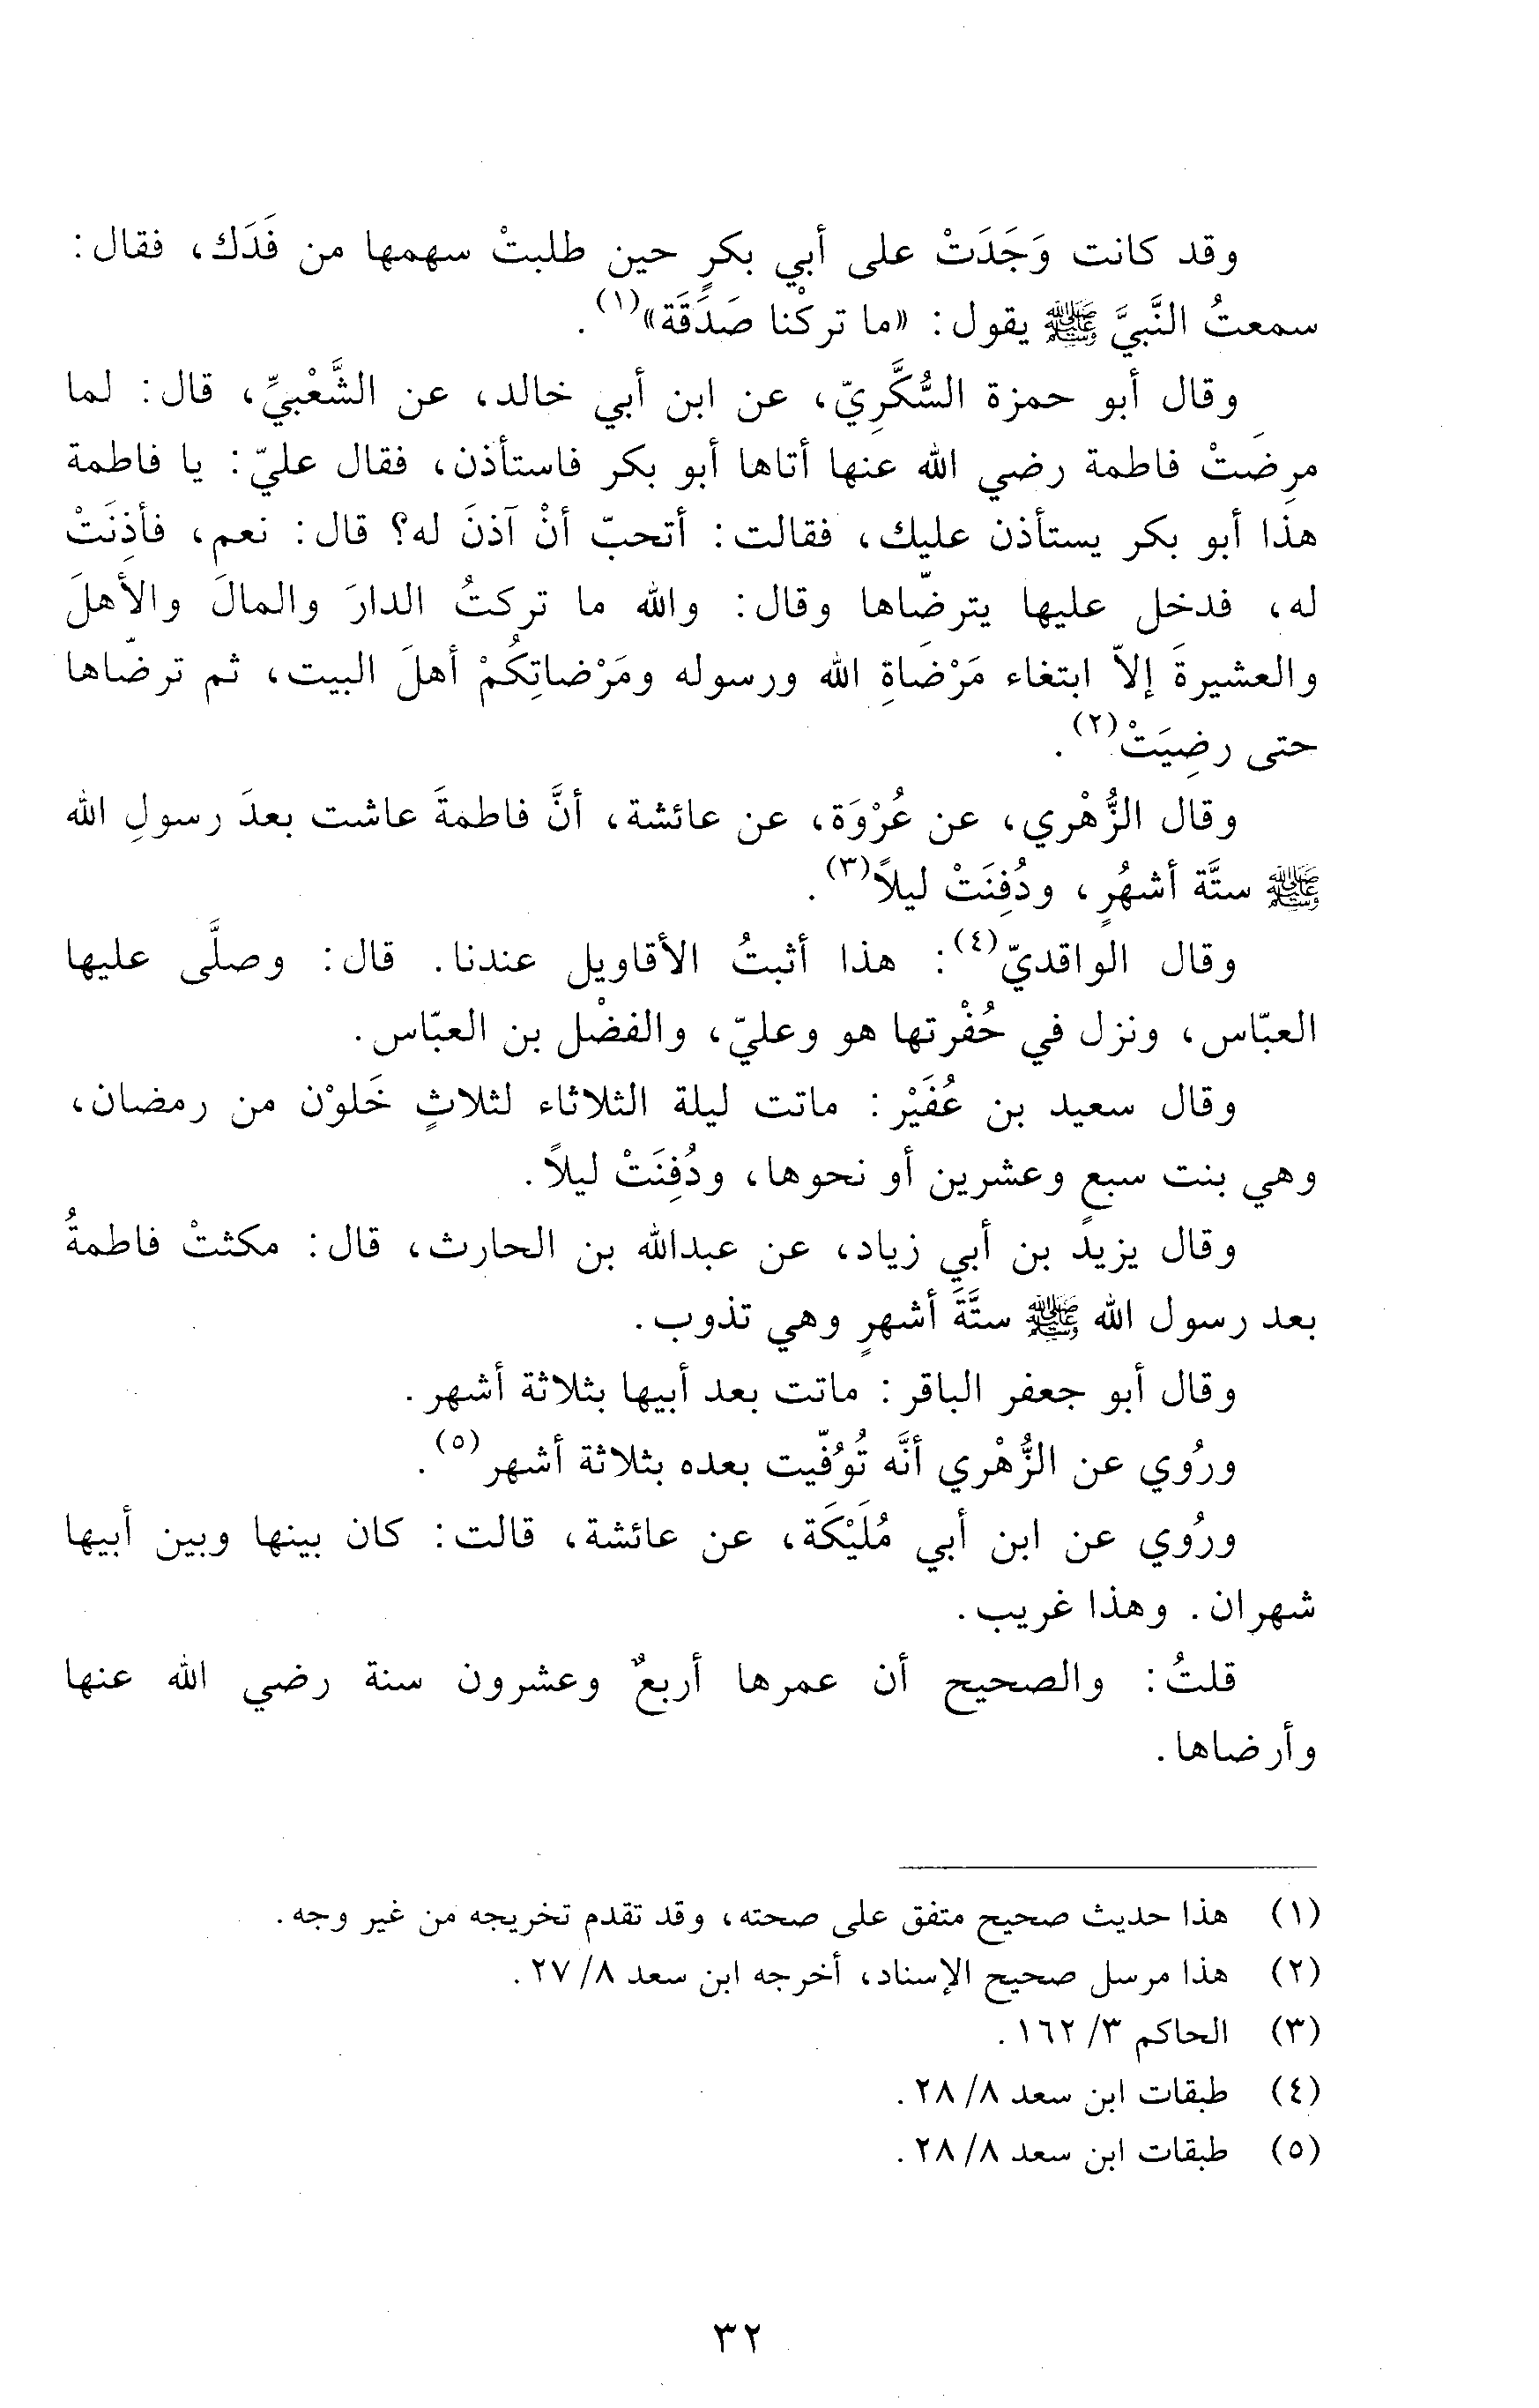 وقد كانت وَجَدَتْ على أبي بكرٍ حين طلبتْ سهمها من فَدَك، فقال:
سمعتُ النَّبيَّ ﷺ يقول: «ما تركْنا صَدَقَة»(١).
وقال أبو حمزة السُّكَّرِيّ، عن ابن أبي خالد، عن الشَّعْبيِّ، قال: لما
مرِضَتْ فاطمة رضي الله عنها أتاها أبو بكر فاستأذن، فقال عليّ: يا فاطمة
هذا أبو بكر يستأذن عليك، فقالت: أتحبّ أنْ آذنَ له؟ قال: نعم، فأذِنَتْ
له، فدخل عليها يترضّاها وقال: والله ما تركتُ الدارَ والمالَ والأهلَ
والعشيرةَ إلاّ ابتغاء مَرْضَاةِ الله ورسوله ومَرْضاتِكُمْ أهلَ البيت، ثم ترضّاها
حتى رضِيَتْ(٢).
وقال الزُّهْري، عن عُرْوَة، عن عائشة، أنَّ فاطمةَ عاشت بعدَ رسولِ الله
ﷺ ستَّة أشهُرٍ، ودُفِنَتْ ليلاً(٣).
وقال الواقديّ(٤): هذا أثبتُ الأقاويل عندنا. قال: وصلَّى عليها
العبّاس، ونزل في حُفْرتها هو وعليّ، والفضْل بن العبّاس.
وقال سعيد بن عُفَيْر: ماتت ليلة الثلاثاء لثلاثٍ خَلوْن من رمضان،
وهي بنت سبعٍ وعشرين أو نحوها، ودُفِنَتْ ليلاً.
وقال يزيد بن أبي زياد، عن عبدالله بن الحارث، قال: مكثتْ فاطمةُ
بعد رسول الله ﷺ ستَّةَ أشهرٍ وهي تذوب.
وقال أبو جعفر الباقر: ماتت بعد أبيها بثلاثة أشهر.
ورُوي عن الزُّهْري أنَّه تُوُفّيت بعده بثلاثة أشهر(٥).
ورُوي عن ابن أبي مُلَيْكَة، عن عائشة، قالت: كان بينها وبين أبيها
شهران. وهذا غريب.
قلتُ: والصحيح أن عمرها أربعٌ وعشرون سنة رضي الله عنها
وأرضاها.
(١) هذا حديث صحيح متفق على صحته، وقد تقدم تخريجه من غير وجه.
(٢) هذا مرسل صحيح الإسناد، أخرجه ابن سعد ٨/ ٢٧.
(٣) الحاكم ٣/ ١٦٢.
(٤) طبقات ابن سعد ٨/ ٢٨.
(٥) طبقات ابن سعد ٨/ ٢٨.
٣٢